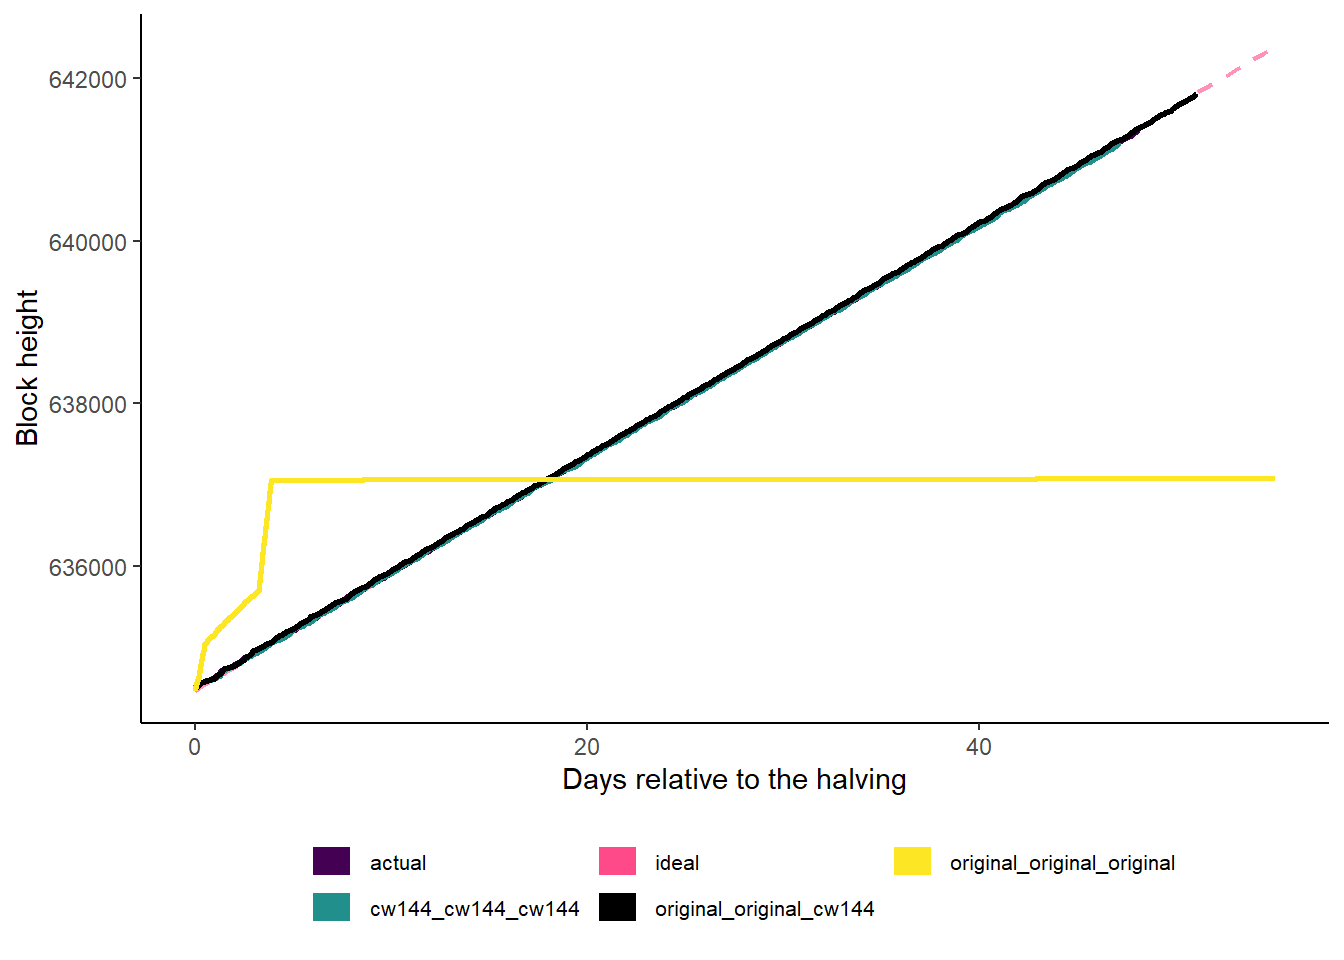 642000
640000
638000
636000
Block height
0 20 40
Days relative to the halving
actual ideal original_original_original
cw144_cw144_cw144 original_original_cw144